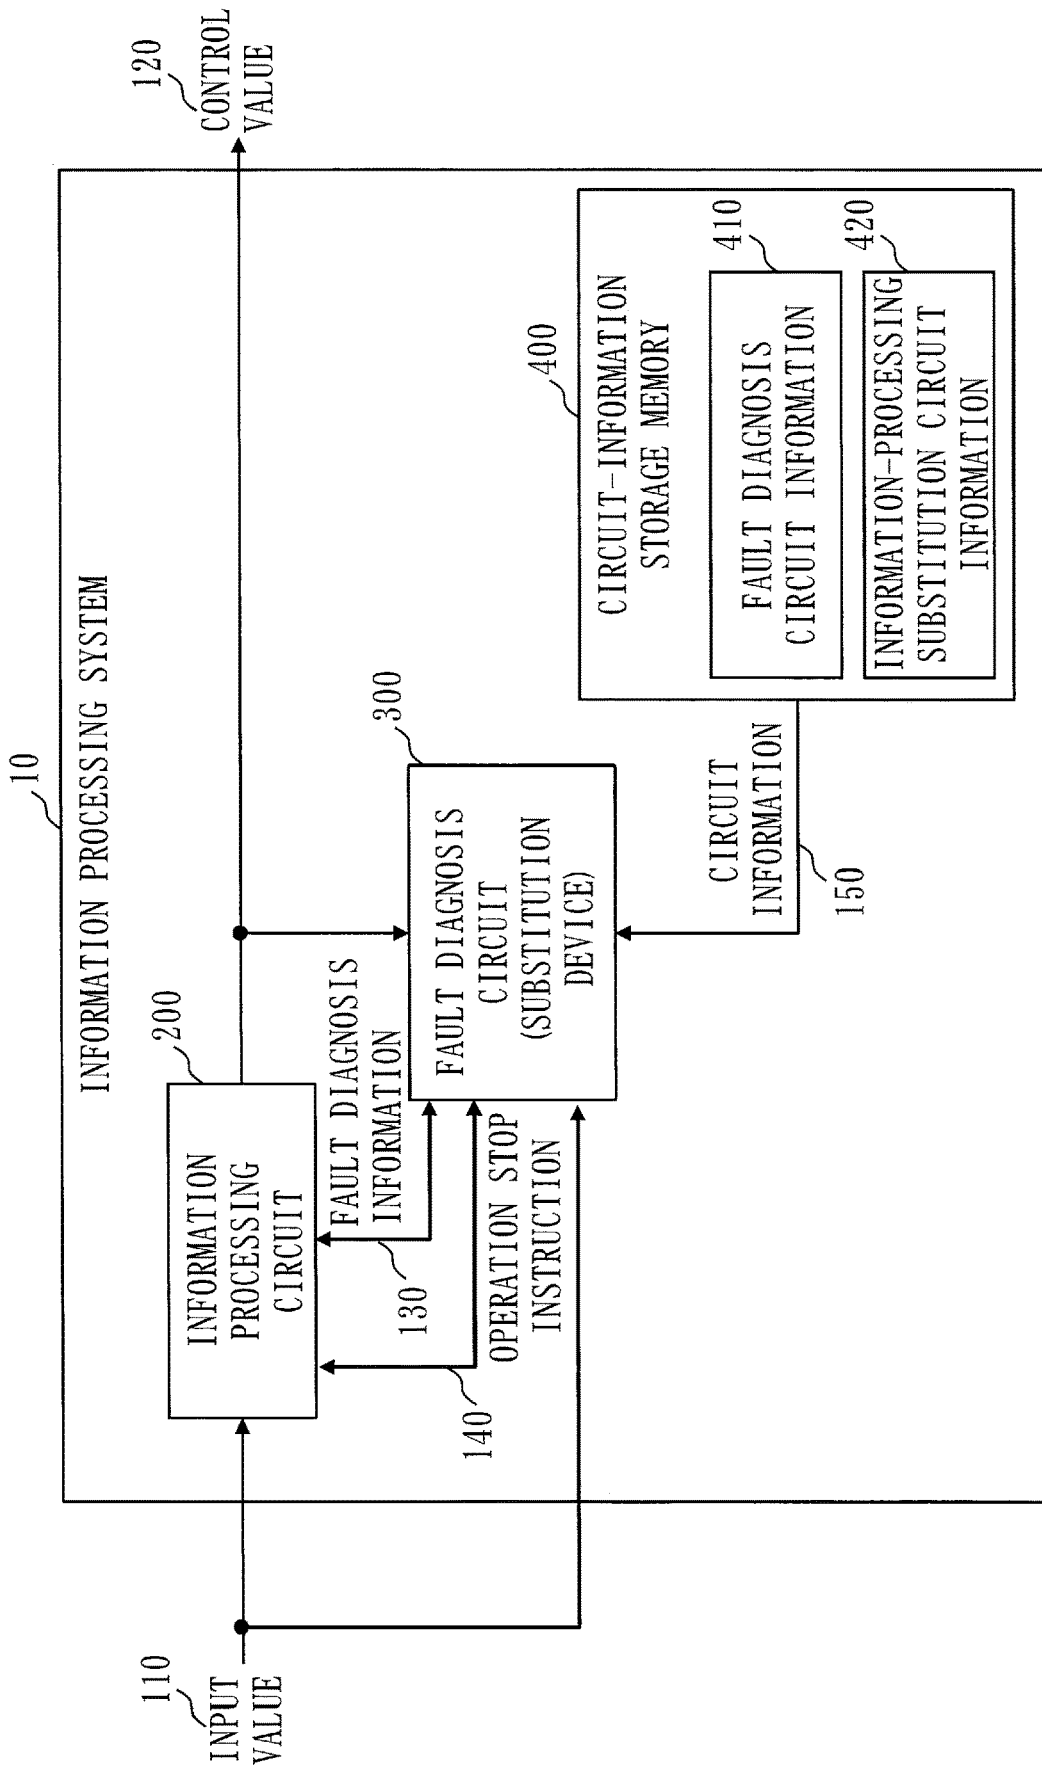 10
INFORMATION PROCESSING SYSTEM
110
INPUT
VALUE
200
INFORMATION
PROCESSING
CIRCUIT
120
CONTROL
VALUE
FAULT DIAGNOSIS
INFORMATION
130
140
OPERATION STOP
INSTRUCTION
300
FAULT DIAGNOSIS
CIRCUIT
(SUBSTITUTION
DEVICE)
CIRCUIT
INFORMATION
150
400
CIRCUIT-INFORMATION
STORAGE MEMORY
410
FAULT DIAGNOSIS
CIRCUIT INFORMATION
420
INFORMATION-PROCESSING
SUBSTITUTION CIRCUIT
INFORMATION